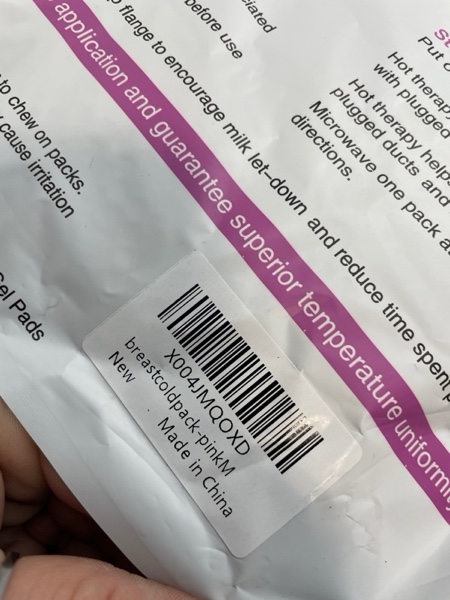 ciated
before use
p flange to encourage milk let-down and reduce time spent
application and guarantee superior temperature uniformity
Put
Hot therapy
with plugged
Hot therapy helps
plugged ducts and
Microwave one pack
directions.
to chew on packs.
cause irritation
Gel Pads
X004JMQOXD
breastcoldpack-pinkM
New
Made in China